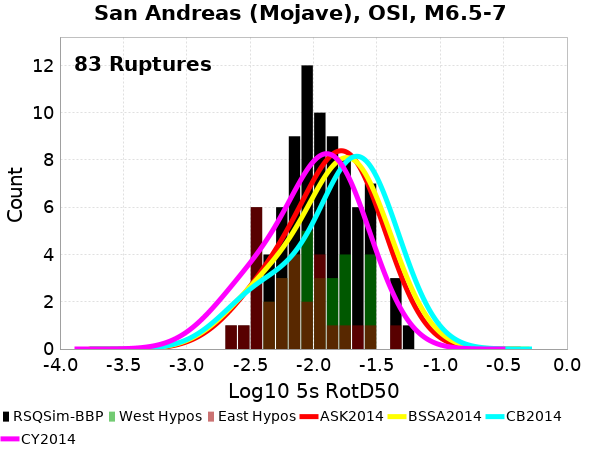 San Andreas (Mojave), OSI, M6.5-7
83 Ruptures
Count
12
10
8
6
4
2
0
-4.0 -3.5 -3.0 -2.5 -2.0 -1.5 -1.0 -0.5 0.0
Log10 5s RotD50
RSQSim-BBP West Hypos East Hypos ASK2014 BSSA2014 CB2014
CY2014